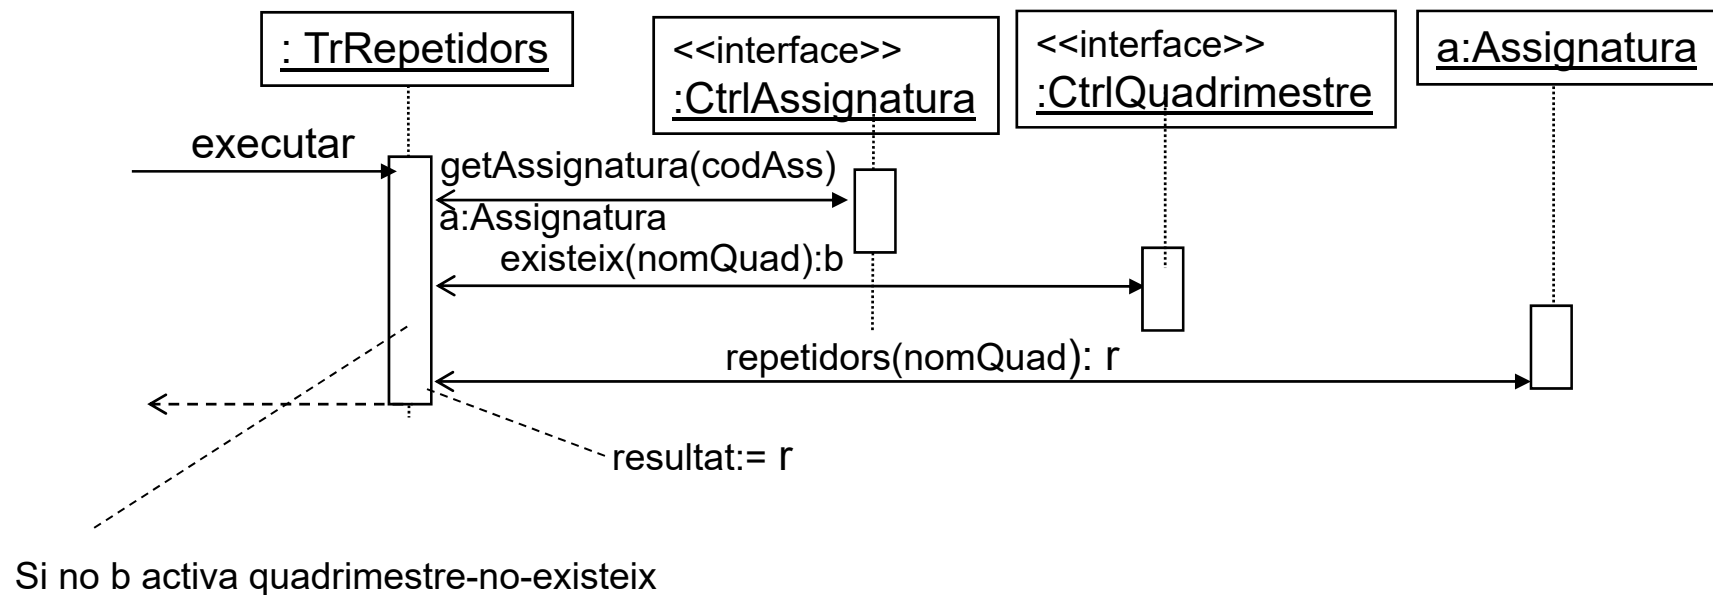 : TrRepetidors
<<interface>>
:CtrlAssignatura
<<interface>>
:CtrlQuadrimestre
a:Assignatura
executar
getAssignatura(codAss)
a:Assignatura
existeix(nomQuad):b
repetidors(nomQuad): r
resultat:= r
Si no b activa quadrimestre-no-existeix